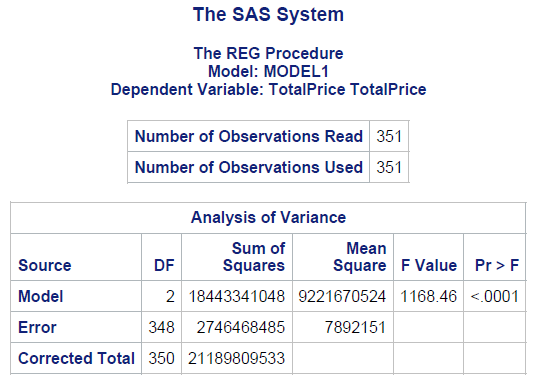 The SAS System
The REG Procedure
Model: MODEL1
Dependent Variable: TotalPrice TotalPrice
Number of Observations Read 351
Number of Observations Used 351
Analysis of Variance
Source DF Sum of Squares Mean Square F Value Pr > F
Model 2 18443341048 9221670524 1168.46 <.0001
Error 348 2746468485 7892151
Corrected Total 350 21189809533